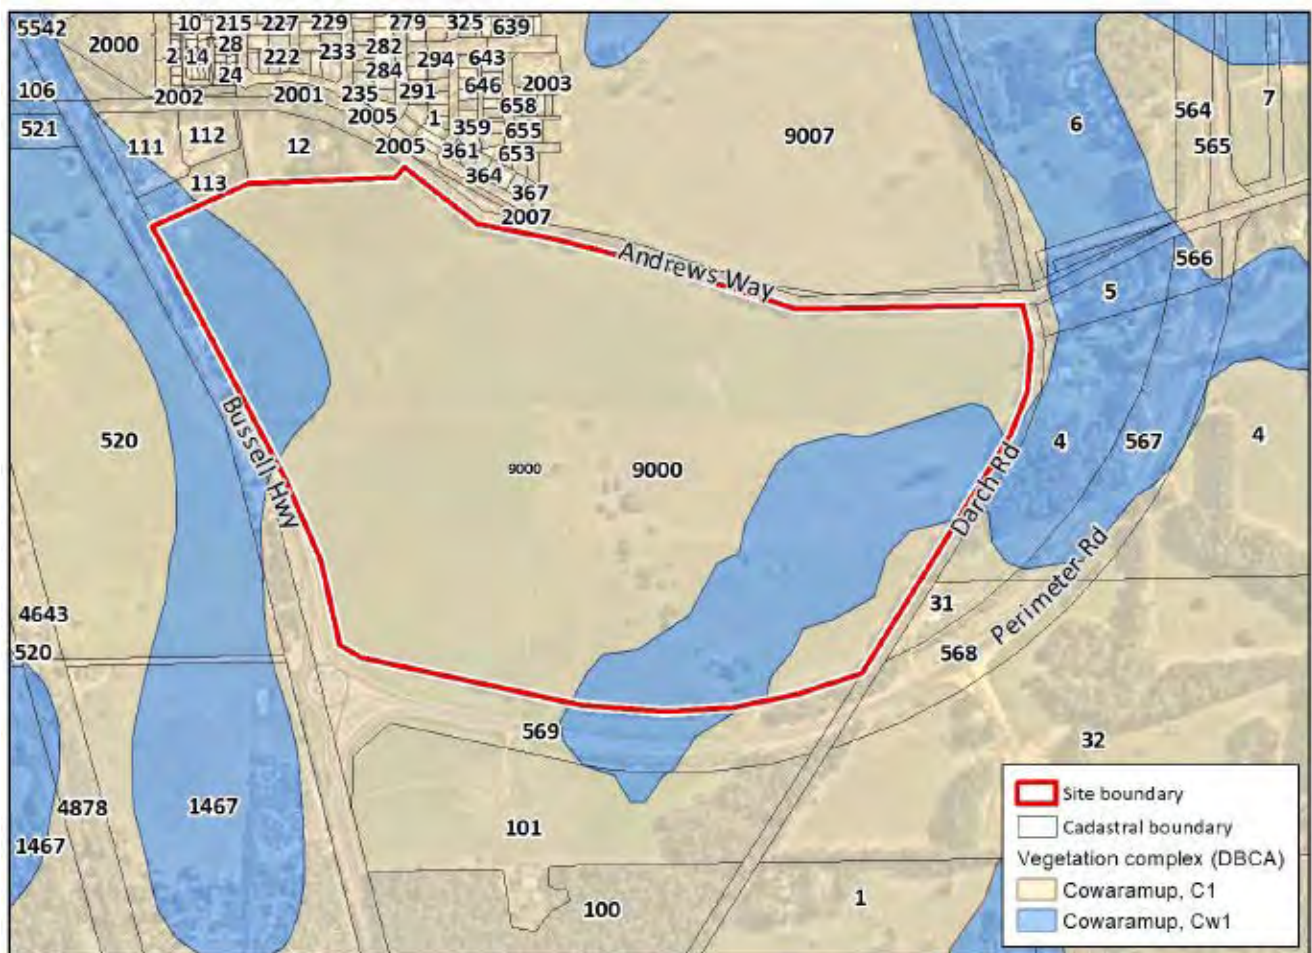 5542
10 215 227 229 279 325 639
2000
28
233 282
2 14 222 294 643
24 284
106 2002 2001 235 291 646 2003
2005 658
521 111 112 12 2005 1 359 655
361 653
113 364
367
2007
9007
6
564 7
565
566
5
Andrews Way
520
Bussell Hwy
9000 9000
4 567 4
Darch Rd
Perimeter Rd
31
4643
520
568
569
32
4878 1467
1467
101
100
1
Site boundary
Cadastral boundary
Vegetation complex (DBCA)
Cowaramup, C1
Cowaramup, Cw1